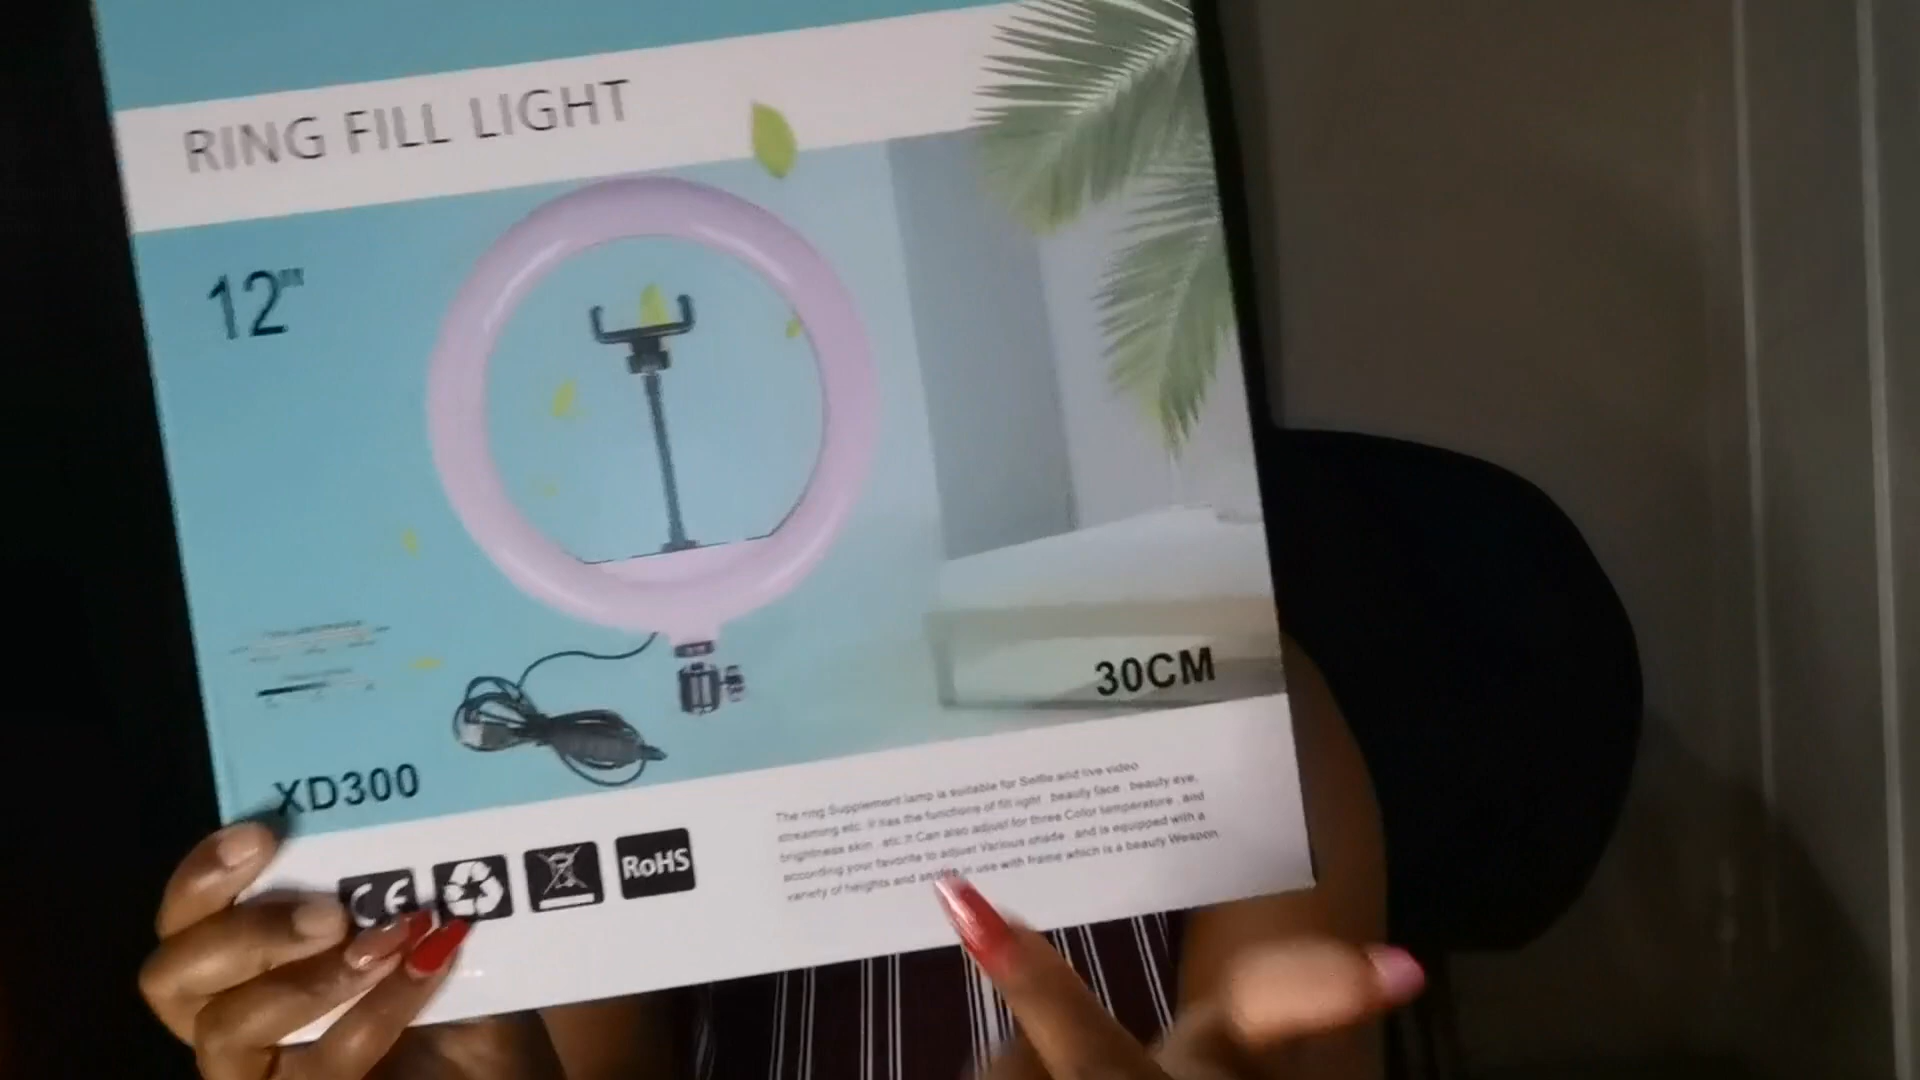 RING FILL LIGHT
12"
30CM
XD300
CE
RoHS
The ring Supplement lamp is suitable for Selfie and live video
streaming etc. It has the functions of fill light , beauty face , beauty eye,
brightness skin , etc.It Can also adjust for three Color temperature , and
according your favorite to adjust Various shade , and is equipped with a
variety of heights and angles in use with frame which is a beauty Weapon